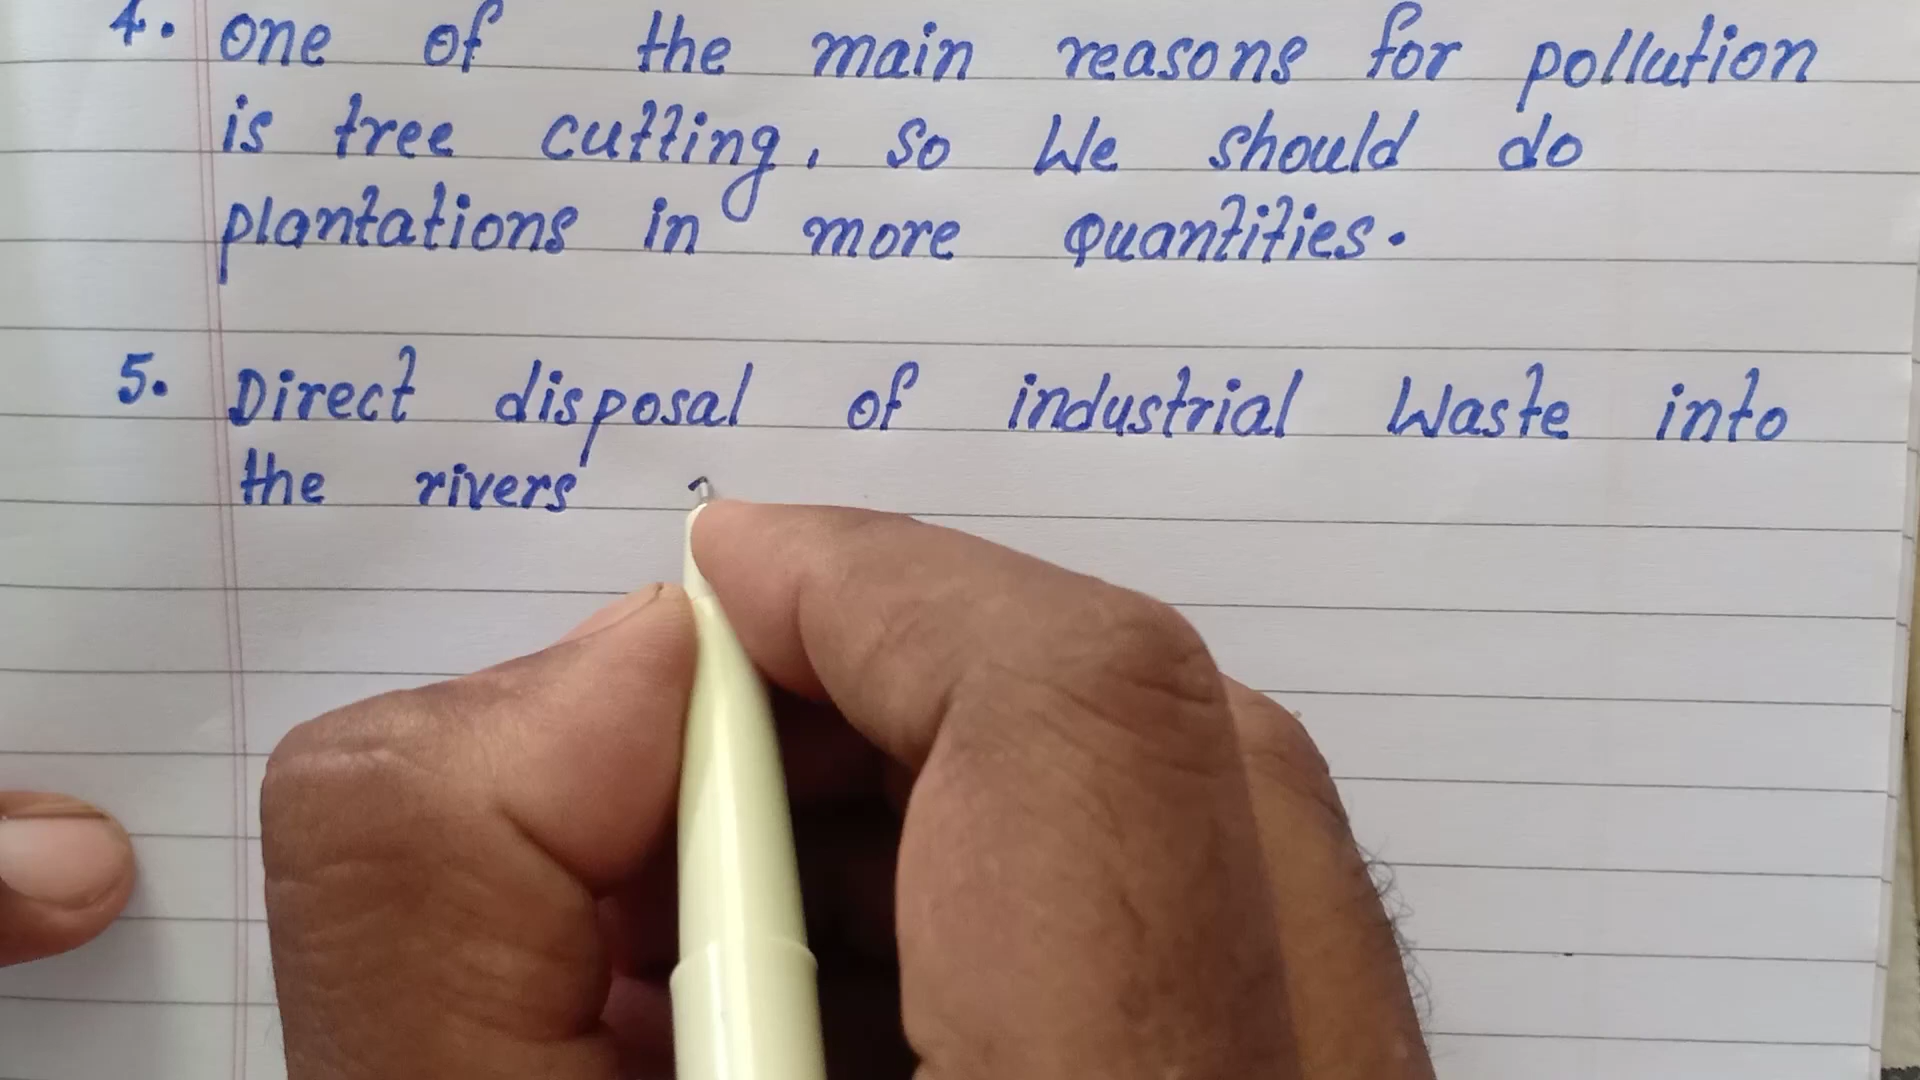 4. one of the main reasons for pollution
is tree cutting, so We should do
plantations in more Quantities.
5. Direct disposal of industrial Waste into
the rivers